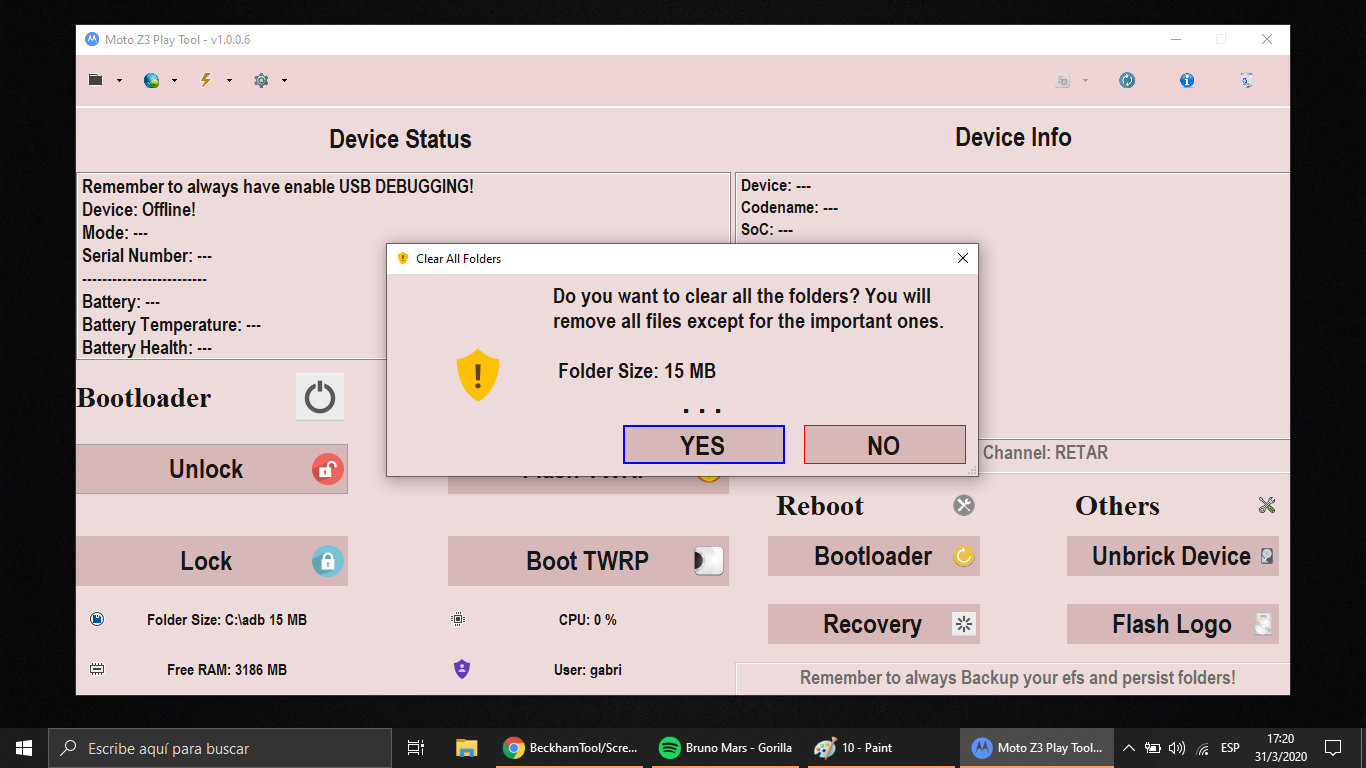 Moto Z3 Play Tool - v1.0.0.6
Device Status
Device Info
Remember to always have enable USB DEBUGGING!
Device: Offline!
Mode: ---
Serial Number: ---
------------------------
Battery: ---
Battery Temperature: ---
Battery Health: ---
Device: ---
Codename: ---
SoC: ---
Clear All Folders
Do you want to clear all the folders? You will
remove all files except for the important ones.
Folder Size: 15 MB
. . .
YES
NO
Channel: RETAR
Bootloader
Unlock
Lock
Boot TWRP
Reboot
Bootloader
Recovery
Others
Unbrick Device
Flash Logo
Folder Size: C:\adb 15 MB
CPU: 0 %
Free RAM: 3186 MB
User: gabri
Remember to always Backup your efs and persist folders!
Escribe aquí para buscar
BeckhamTool/Scre...
Bruno Mars - Gorilla
10 - Paint
Moto Z3 Play Tool...
ESP
17:20
31/3/2020